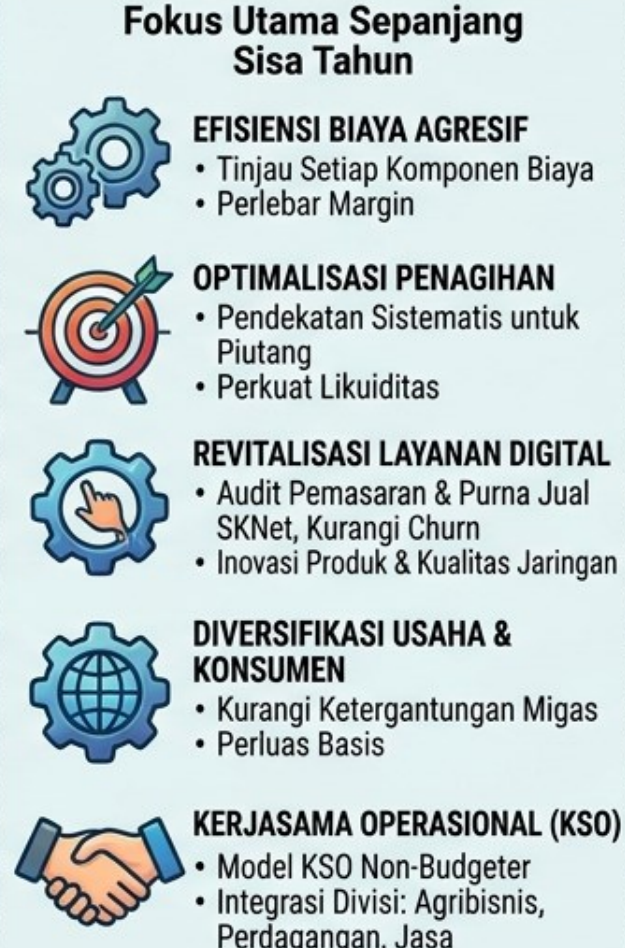 Fokus Utama Sepanjang
Sisa Tahun
EFISIENSI BIAYA AGRESIF
• Tinjau Setiap Komponen Biaya
• Perlebar Margin
OPTIMALISASI PENAGIHAN
• Pendekatan Sistematis untuk
Piutang
• Perkuat Likuiditas
REVITALISASI LAYANAN DIGITAL
• Audit Pemasaran & Purna Jual
SKNet, Kurangi Churn
• Inovasi Produk & Kualitas Jaringan
DIVERSIFIKASI USAHA &
KONSUMEN
• Kurangi Ketergantungan Migas
• Perluas Basis
KERJASAMA OPERASIONAL (KSO)
• Model KSO Non-Budgeter
• Integrasi Divisi: Agribisnis,
Perdagangan, Jasa